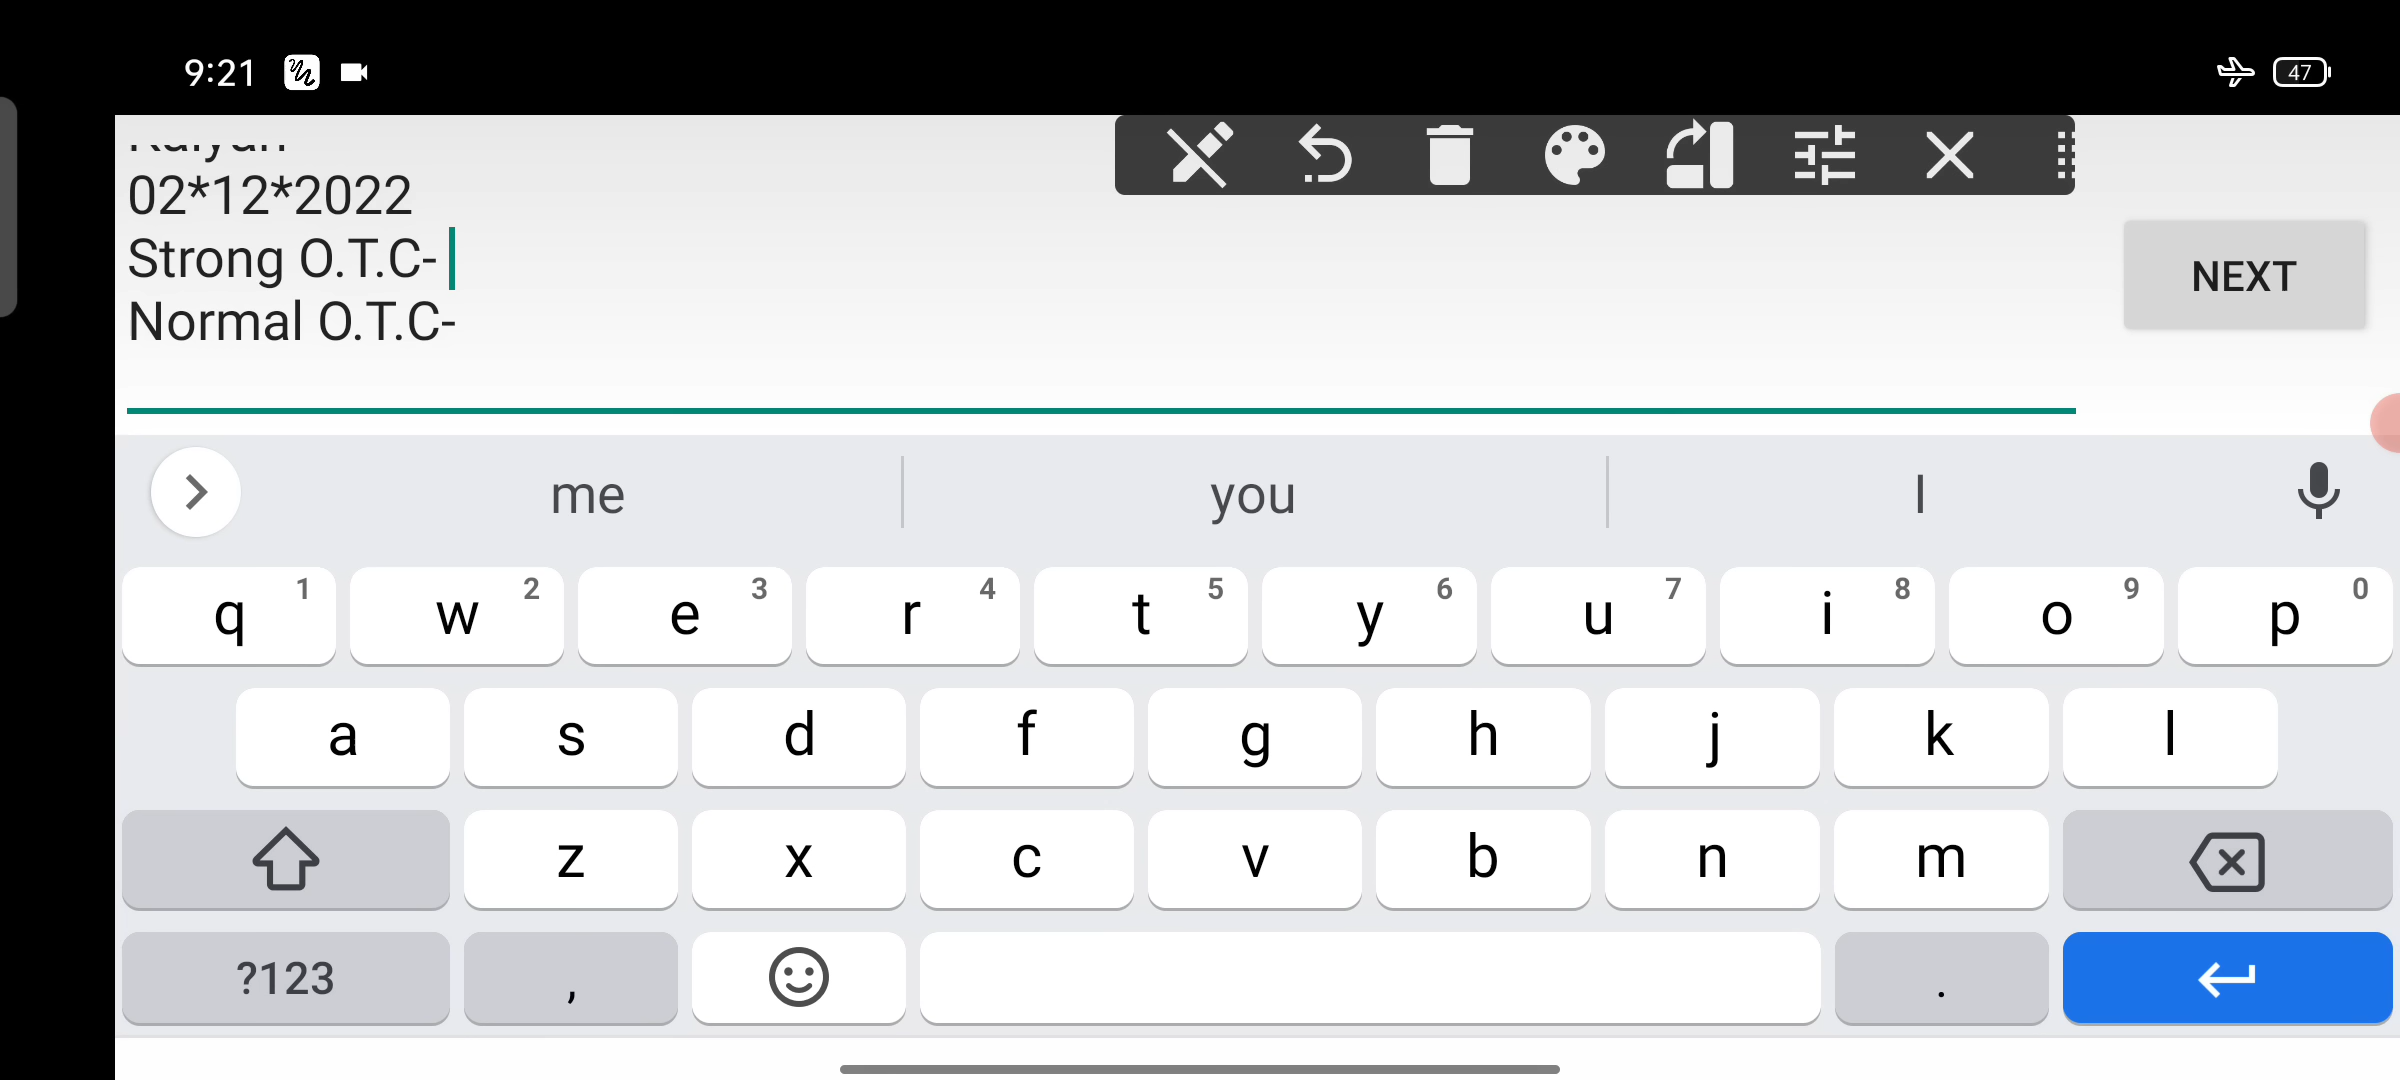 9:21
47
02*12*2022
Strong O.T.C-
Normal O.T.C-
NEXT
me you I
q 1 w 2 e 3 r 4 t 5 y 6 u 7 i 8 o 9 p 0
a s d f g h j k l
z x c v b n m
?123 , .